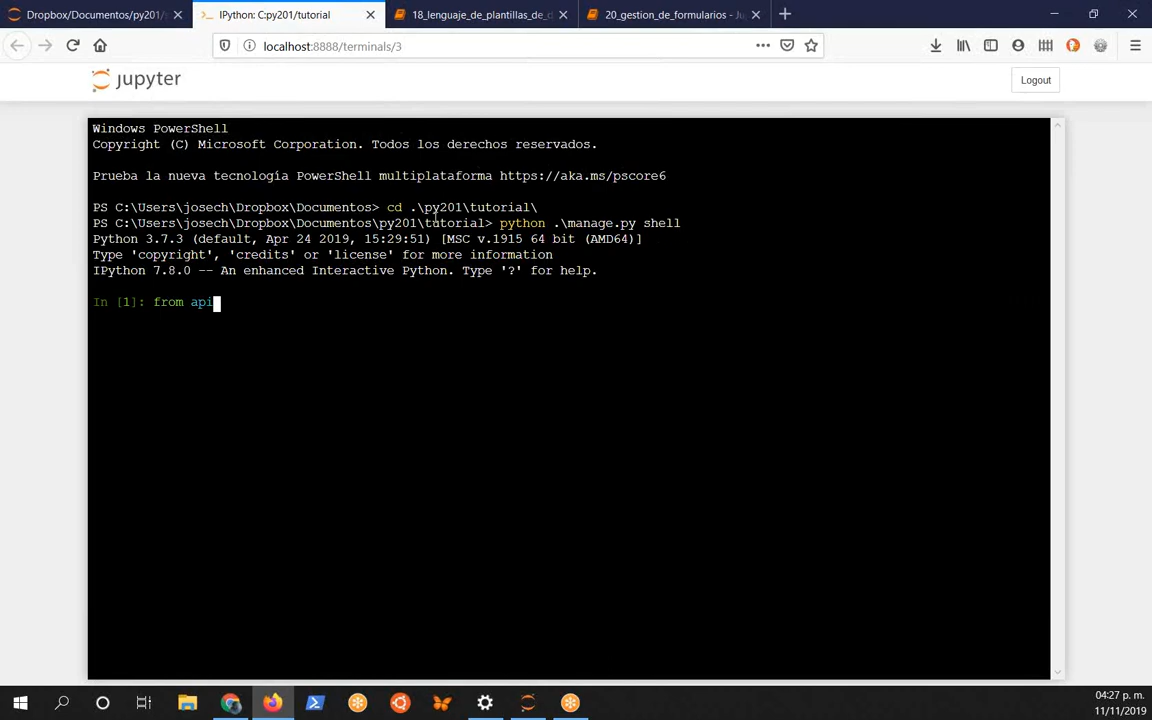 Dropbox/Documentos/py201/
IPython: C:py201/tutorial
18_lenguaje_de_plantillas_de_d
20_gestion_de_formularios - Ju
localhost:8888/terminals/3
jupyter
Logout
Windows PowerShell
Copyright (C) Microsoft Corporation. Todos los derechos reservados.
Prueba la nueva tecnología PowerShell multiplataforma https://aka.ms/pscore6
PS C:\Users\josech\Dropbox\Documentos> cd .\py201\tutorial\
PS C:\Users\josech\Dropbox\Documentos\py201\tutorial> python .\manage.py shell
Python 3.7.3 (default, Apr 24 2019, 15:29:51) [MSC v.1915 64 bit (AMD64)]
Type 'copyright', 'credits' or 'license' for more information
IPython 7.8.0 -- An enhanced Interactive Python. Type '?' for help.
In [1]: from api
04:27 p. m.
11/11/2019